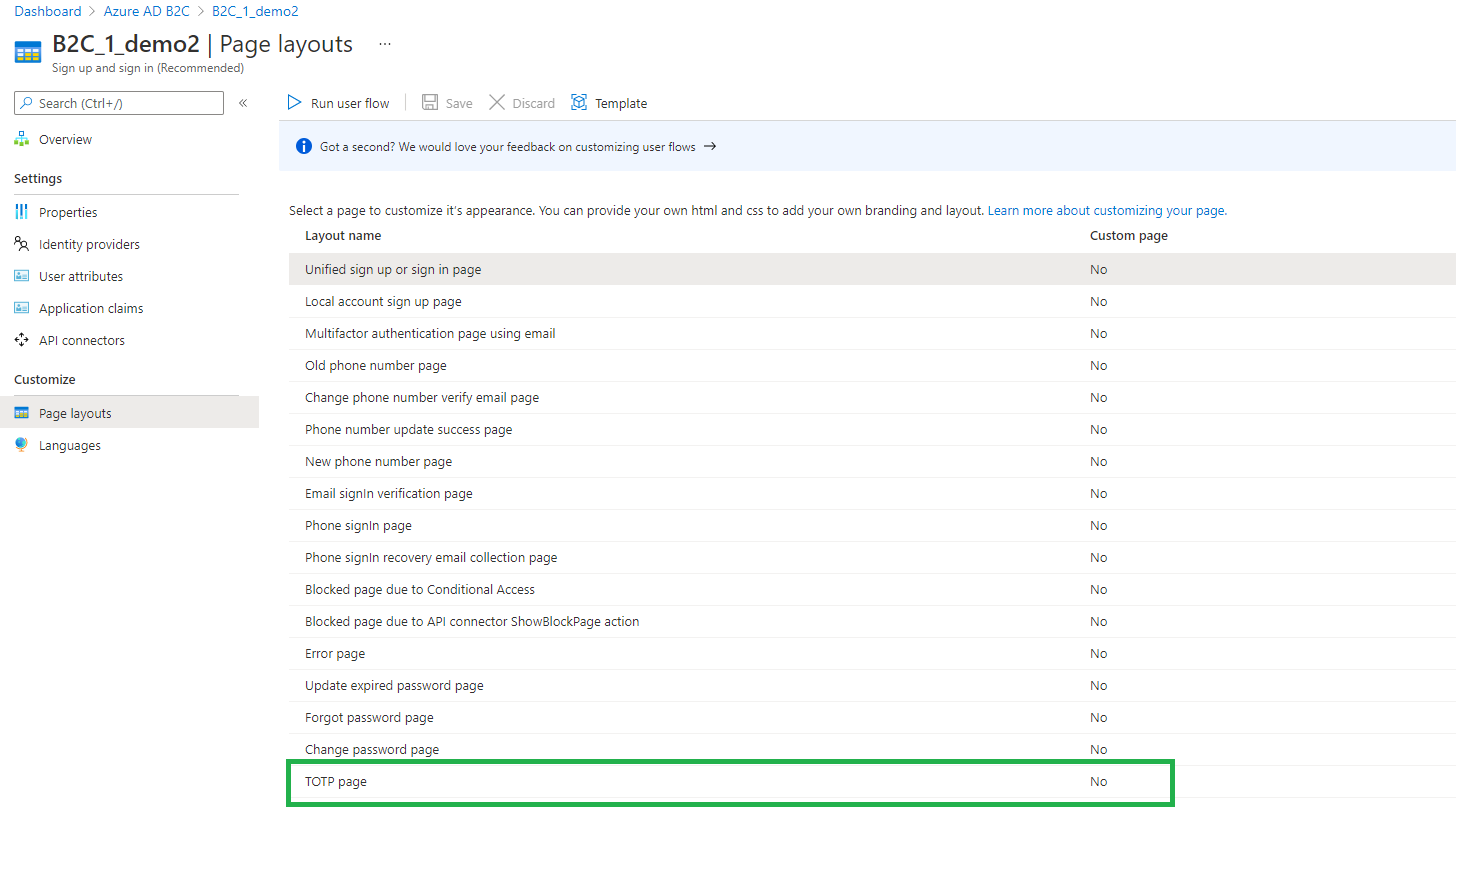 Dashboard > Azure AD B2C > B2C_1_demo2
B2C_1_demo2 | Page layouts ...
Sign up and sign in (Recommended)
Search (Ctrl+/) «
Overview
Settings
Properties
Identity providers
User attributes
Application claims
API connectors
Customize
Page layouts
Languages
Run user flow Save Discard Template
Got a second? We would love your feedback on customizing user flows →
Select a page to customize it's appearance. You can provide your own html and css to add your own branding and layout. Learn more about customizing your page.
Layout name Custom page
Unified sign up or sign in page No
Local account sign up page No
Multifactor authentication page using email No
Old phone number page No
Change phone number verify email page No
Phone number update success page No
New phone number page No
Email signIn verification page No
Phone signIn page No
Phone signIn recovery email collection page No
Blocked page due to Conditional Access No
Blocked page due to API connector ShowBlockPage action No
Error page No
Update expired password page No
Forgot password page No
Change password page No
TOTP page No